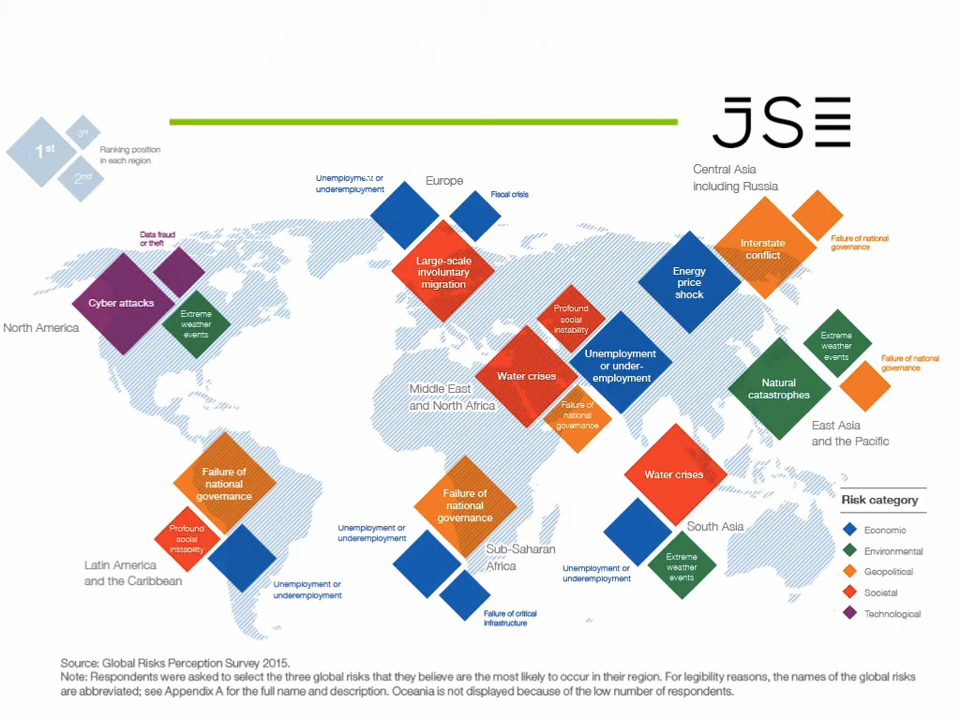 JSE
1st
2nd
3rd
Ranking position
in each region
Central Asia
including Russia
Unemployment or
underemployment
Europe
Fiscal crisis
Data fraud
or theft
Failure of national
governance
Interstate
conflict
Large-scale
involuntary
migration
Energy
price
shock
Cyber attacks
Extreme
weather
events
North America
Profound
social
instability
Extreme
weather
events
Unemployment
or under-
employment
Failure of national
governance
Water crises
Natural
catastrophes
Middle East
and North Africa
Failure of
national
governance
East Asia
and the Pacific
Failure of
national
governance
Water crises
Failure of
national
governance
Risk category
Profound
social
instability
Unemployment or
underemployment
South Asia
Economic
Sub-Saharan
Africa
Environmental
Latin America
and the Caribbean
Unemployment or
underemployment
Extreme
weather
events
Geopolitical
Unemployment or
underemployment
Societal
Failure of critical
infrastructure
Technological
Source: Global Risks Perception Survey 2015.
Note: Respondents were asked to select the three global risks that they believe are the most likely to occur in their region. For legibility reasons, the names of the global risks
are abbreviated; see Appendix A for the full name and description. Oceania is not displayed because of the low number of respondents.